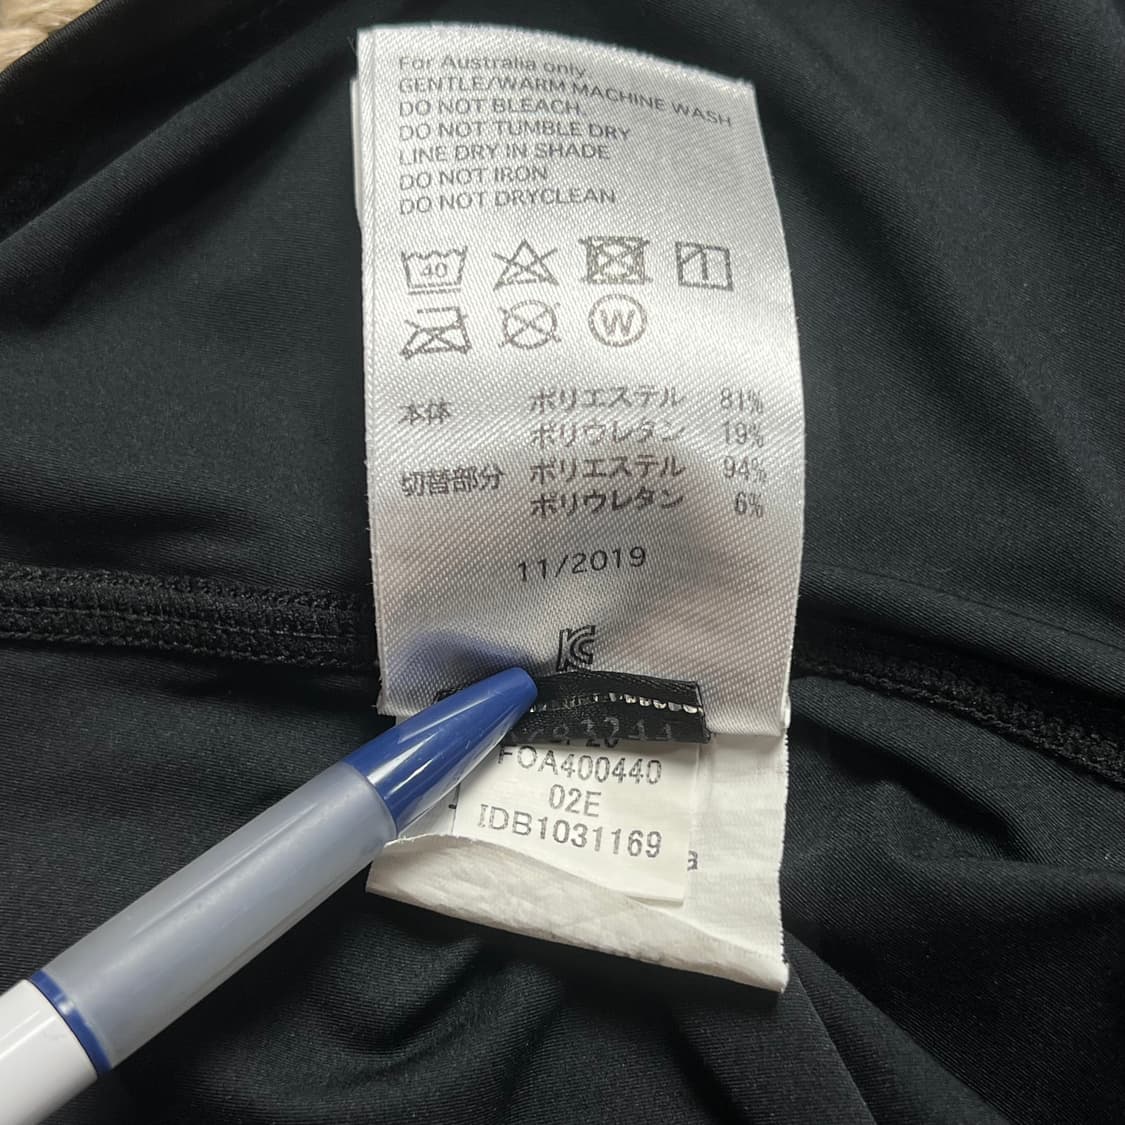 For Australia only.
GENTLE/WARM MACHINE WASH
DO NOT BLEACH.
DO NOT TUMBLE DRY
LINE DRY IN SHADE
DO NOT IRON
DO NOT DRYCLEAN
40
W
本体 ポリエステル 81%
ポリウレタン 19%
切替部分 ポリエステル 94%
ポリウレタン 6%
11/2019
FOA400440
02E
IDB1031169